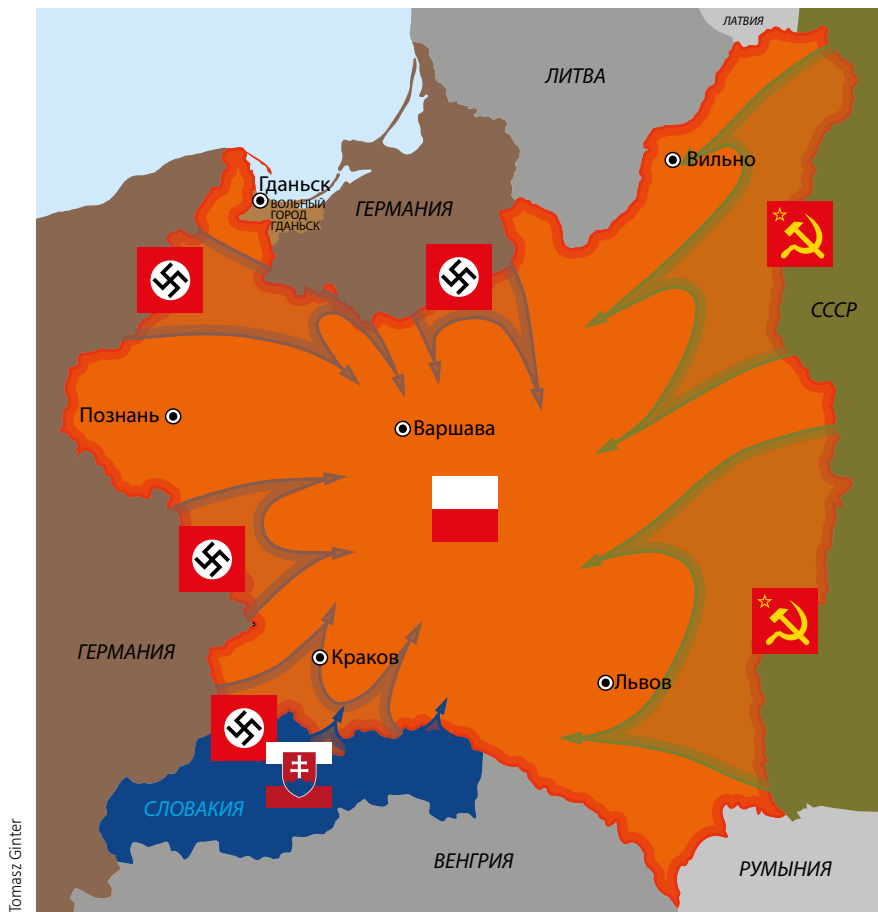 ЛАТВИЯ
ЛИТВА
Вильно
Гданьск
ВОЛЬНЫЙ
ГОРОД
ГДАНЬСК
ГЕРМАНИЯ
СССР
Познань
Варшава
ГЕРМАНИЯ
Краков
Львов
СЛОВАКИЯ
ВЕНГРИЯ
РУМЫНИЯ
Tomasz Ginter